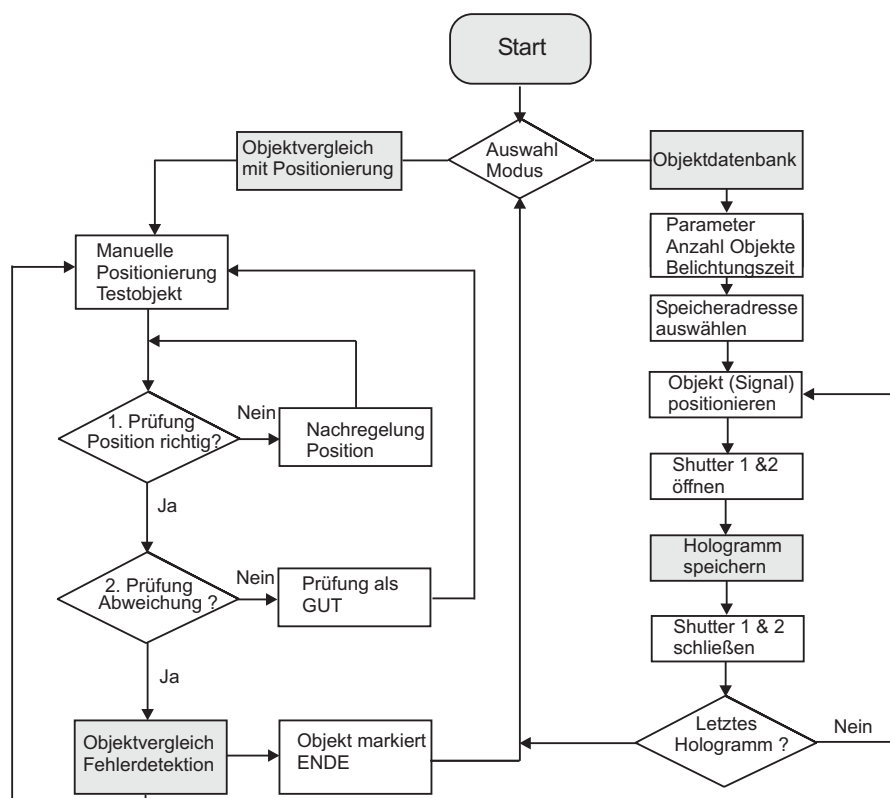 Start
Auswahl
Modus
Objektvergleich
mit Positionierung
Manuelle
Positionierung
Testobjekt
1. Prüfung
Position richtig?
Nein
Nachregelung
Position
Ja
2. Prüfung
Abweichung ?
Nein
Prüfung als
GUT
Ja
Objektvergleich
Fehlerdetektion
Objekt markiert
ENDE
Objektdatenbank
Parameter
Anzahl Objekte
Belichtungszeit
Speicheradresse
auswählen
Objekt (Signal)
positionieren
Shutter 1 &2
öffnen
Hologramm
speichern
Shutter 1 & 2
schließen
Letztes
Hologramm ?
Nein